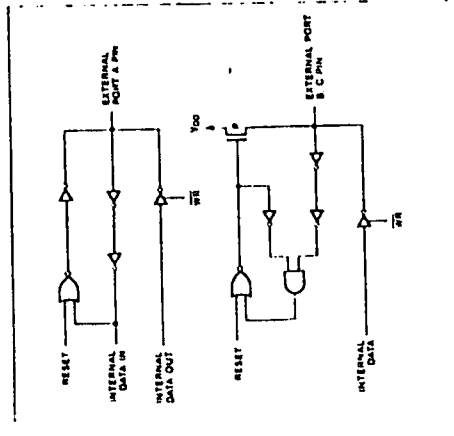 EXTERNAL
PORT A PIN
RESET
INTERNAL
DATA IN
INTERNAL
DATA OUT
WR
EXTERNAL PORT
B, C PIN
VDD
P
RESET
INTERNAL
DATA
WR